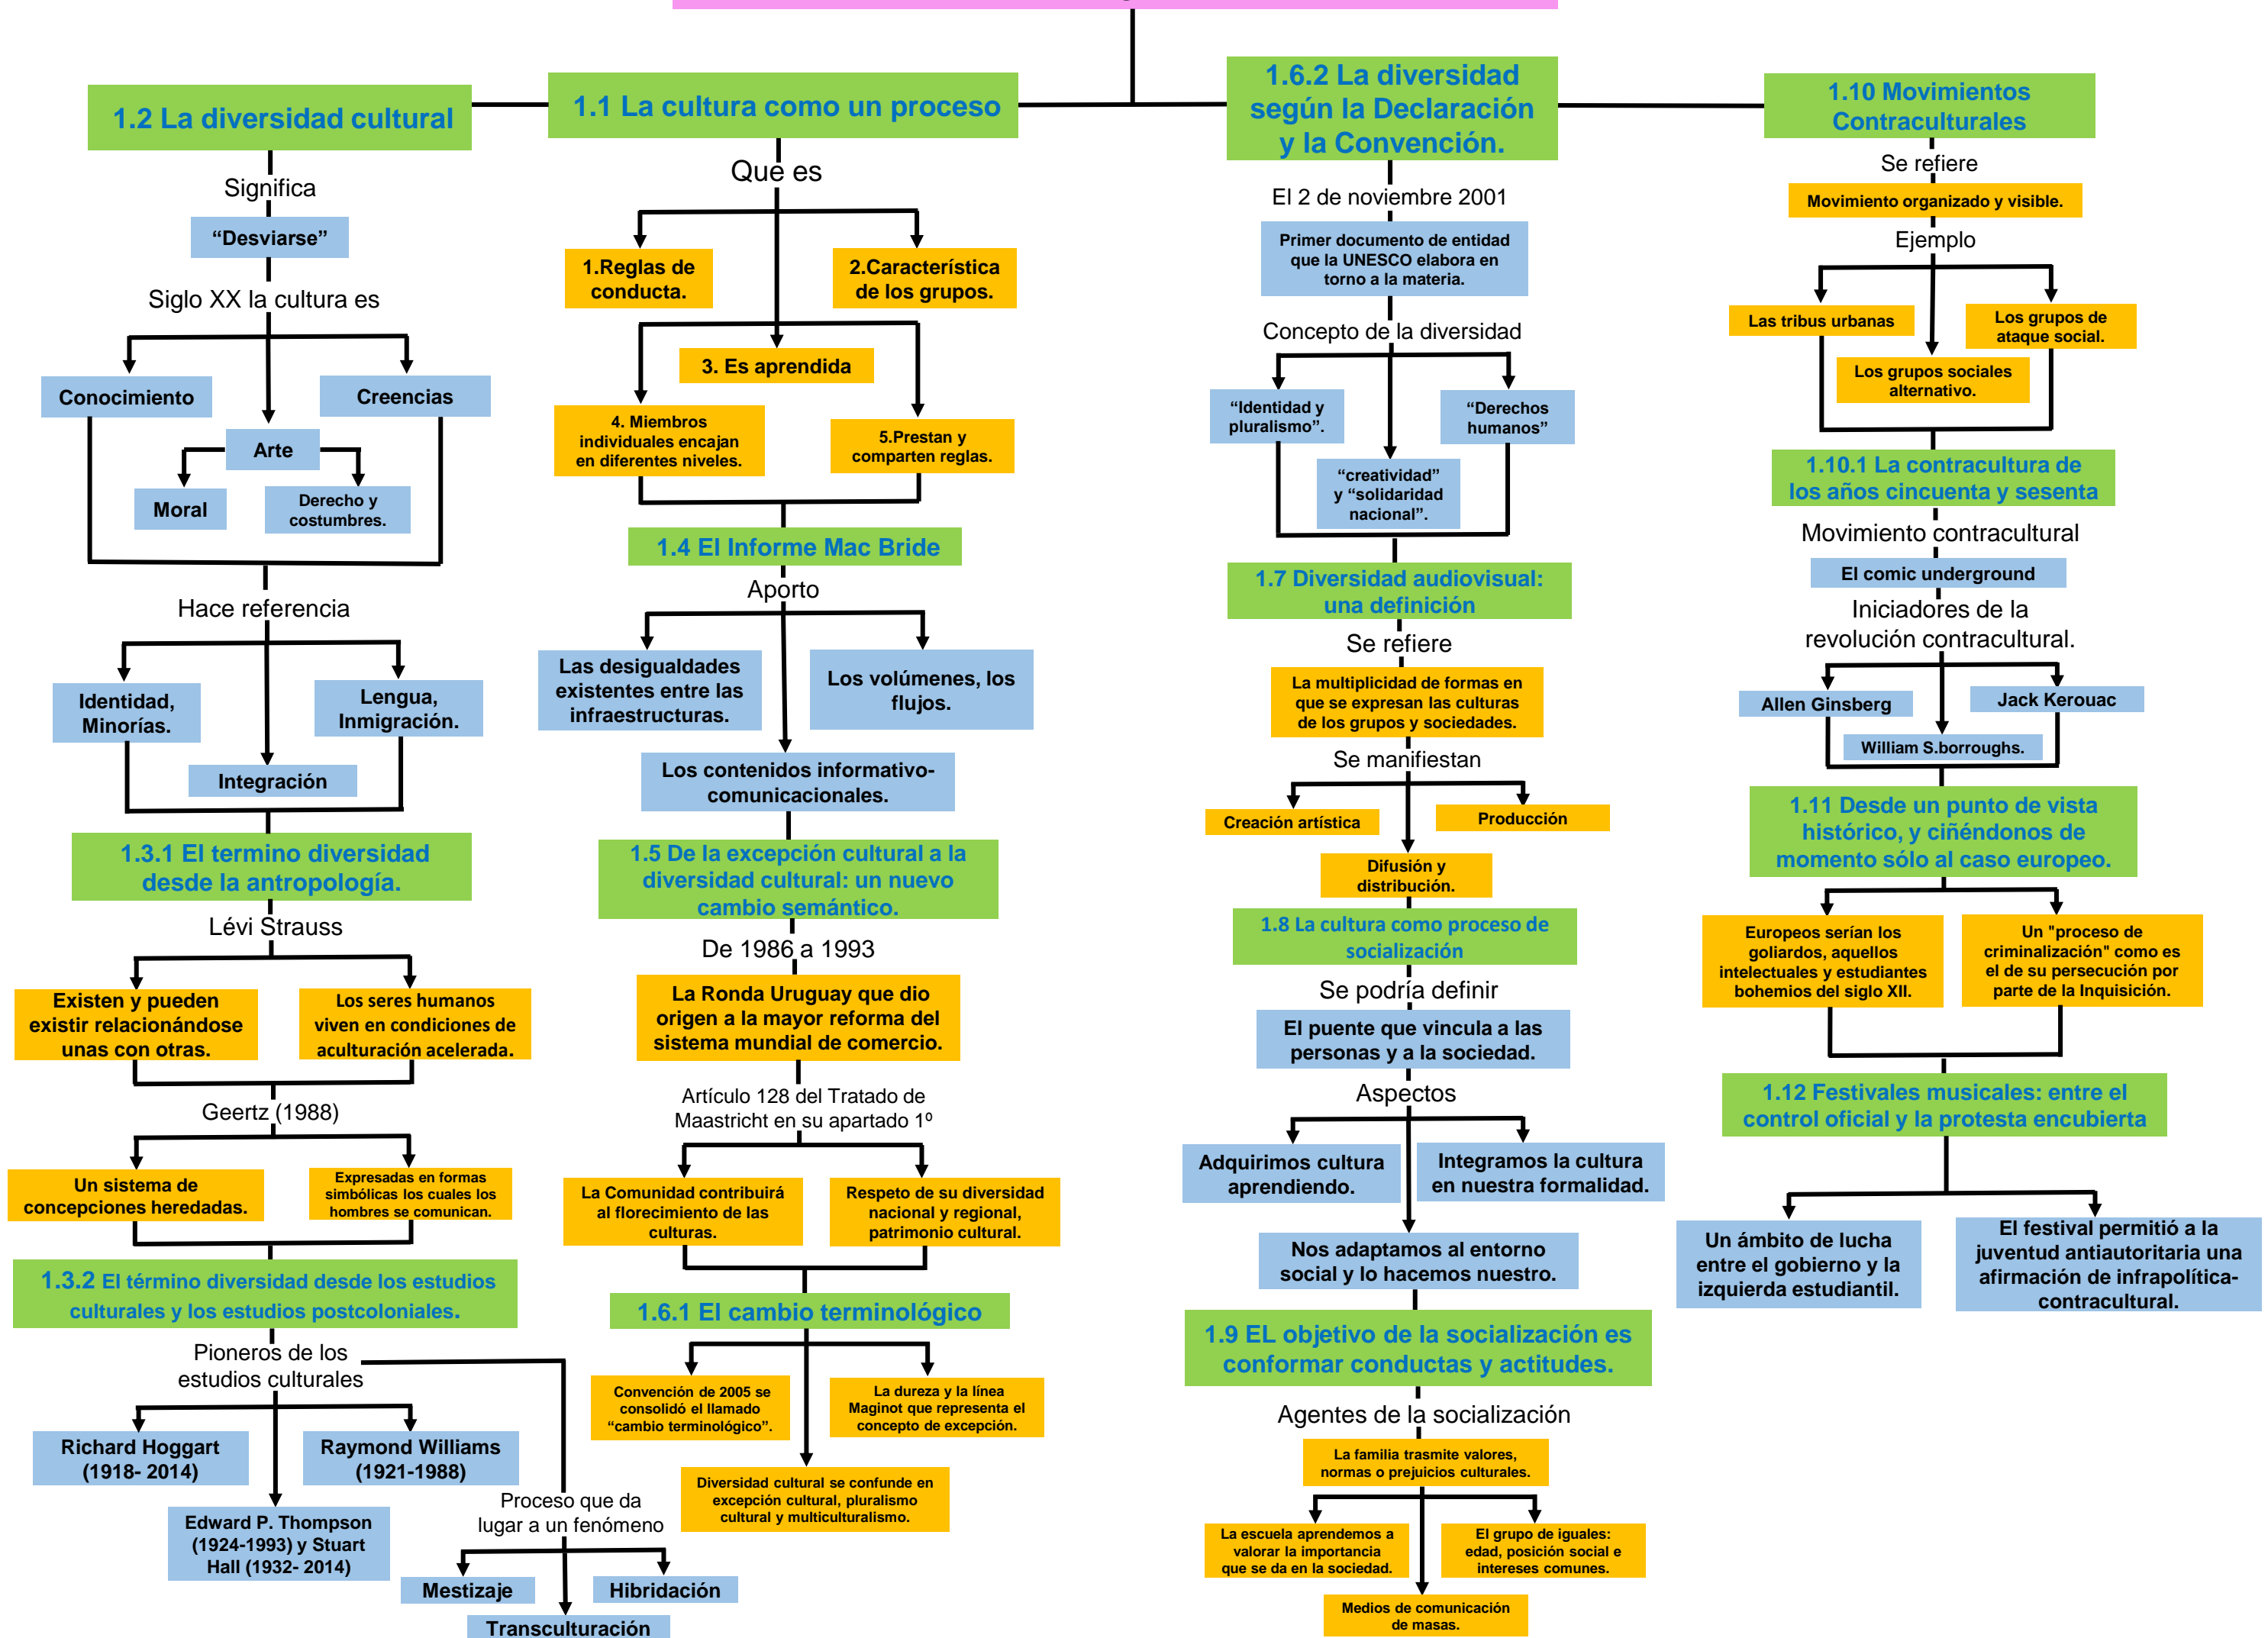 1.2 La diversidad cultural
Significa
“Desviarse”
Siglo XX la cultura es
Conocimiento
Creencias
Arte
Moral
Derecho y
costumbres.
Hace referencia
Identidad,
Minorías.
Lengua,
Inmigración.
Integración
1.3.1 El termino diversidad
desde la antropología.
Lévi Strauss
Existen y pueden
existir relacionándose
unas con otras.
Los seres humanos
viven en condiciones de
aculturación acelerada.
Geertz (1988)
Un sistema de
concepciones heredadas.
Expresadas en formas
simbólicas los cuales los
hombres se comunican.
1.3.2 El término diversidad desde los estudios
culturales y los estudios postcoloniales.
Pioneros de los
estudios culturales
Richard Hoggart
(1918- 2014)
Raymond Williams
(1921-1988)
Edward P. Thompson
(1924-1993) y Stuart
Hall (1932- 2014)
Proceso que da
lugar a un fenómeno
Mestizaje
Hibridación
Transculturación
1.1 La cultura como un proceso
Que es
1.Reglas de
conducta.
2.Característica
de los grupos.
3. Es aprendida
4. Miembros
individuales encajan
en diferentes niveles.
5.Prestan y
comparten reglas.
1.4 El Informe Mac Bride
Aporto
Las desigualdades
existentes entre las
infraestructuras.
Los volúmenes, los
flujos.
Los contenidos informativo-
comunicacionales.
1.5 De la excepción cultural a la
diversidad cultural: un nuevo
cambio semántico.
De 1986 a 1993
La Ronda Uruguay que dio
origen a la mayor reforma del
sistema mundial de comercio.
Artículo 128 del Tratado de
Maastricht en su apartado 1º
La Comunidad contribuirá
al florecimiento de las
culturas.
Respeto de su diversidad
nacional y regional,
patrimonio cultural.
1.6.1 El cambio terminológico
Convención de 2005 se
consolidó el llamado
“cambio terminológico”.
La dureza y la línea
Maginot que representa el
concepto de excepción.
Diversidad cultural se confunde en
excepción cultural, pluralismo
cultural y multiculturalismo.
1.6.2 La diversidad
según la Declaración
y la Convención.
El 2 de noviembre 2001
Primer documento de entidad
que la UNESCO elabora en
torno a la materia.
Concepto de la diversidad
“Identidad y
pluralismo”.
“Derechos
humanos”
“creatividad”
y “solidaridad
nacional”.
1.7 Diversidad audiovisual:
una definición
Se refiere
La multiplicidad de formas en
que se expresan las culturas
de los grupos y sociedades.
Se manifiestan
Creación artística
Producción
Difusión y
distribución.
1.8 La cultura como proceso de
socialización
Se podría definir
El puente que vincula a las
personas y a la sociedad.
Aspectos
Adquirimos cultura
aprendiendo.
Integramos la cultura
en nuestra formalidad.
Nos adaptamos al entorno
social y lo hacemos nuestro.
1.9 EL objetivo de la socialización es
conformar conductas y actitudes.
Agentes de la socialización
La familia trasmite valores,
normas o prejuicios culturales.
La escuela aprendemos a
valorar la importancia
que se da en la sociedad.
El grupo de iguales:
edad, posición social e
intereses comunes.
Medios de comunicación
de masas.
1.10 Movimientos
Contraculturales
Se refiere
Movimiento organizado y visible.
Ejemplo
Las tribus urbanas
Los grupos de
ataque social.
Los grupos sociales
alternativo.
1.10.1 La contracultura de
los años cincuenta y sesenta
Movimiento contracultural
El comic underground
Iniciadores de la
revolución contracultural.
Allen Ginsberg
Jack Kerouac
William S.borroughs.
1.11 Desde un punto de vista
histórico, y ciñéndonos de
momento sólo al caso europeo.
Europeos serían los
goliardos, aquellos
intelectuales y estudiantes
bohemios del siglo XII.
Un "proceso de
criminalización" como es
el de su persecución por
parte de la Inquisición.
1.12 Festivales musicales: entre el
control oficial y la protesta encubierta
Un ámbito de lucha
entre el gobierno y la
izquierda estudiantil.
El festival permitió a la
juventud antiautoritaria una
afirmación de infrapolítica-
contracultural.